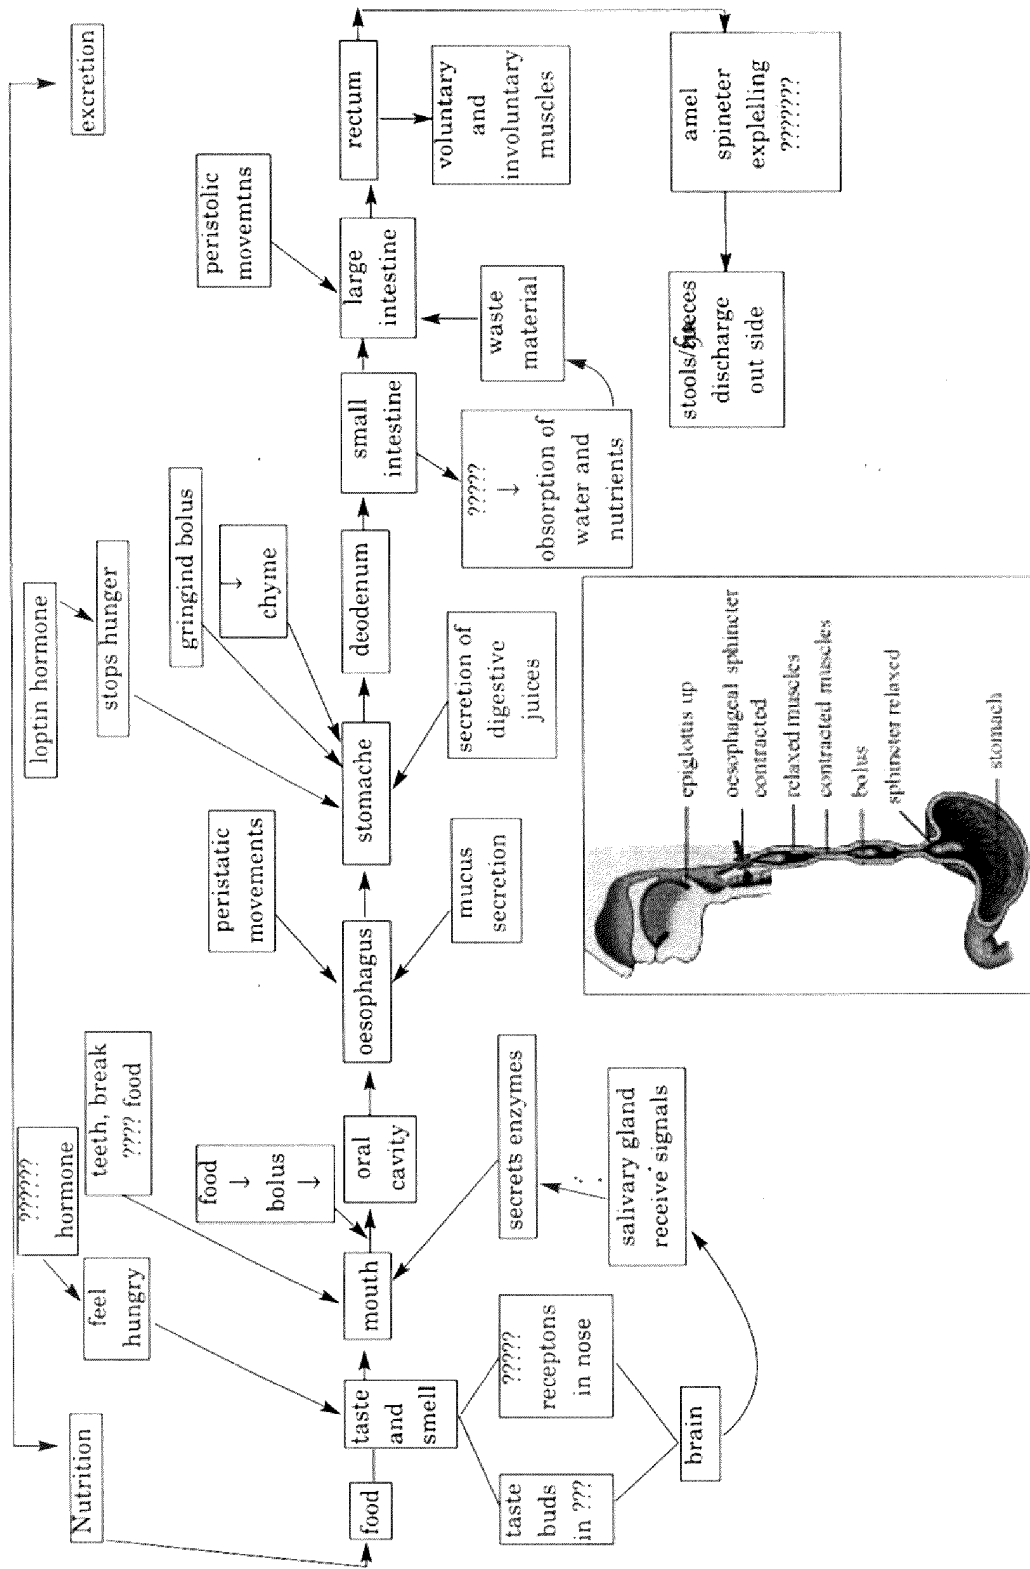 Nutrition
excretion
??????
hormone
feel
hungry
teeth, break
???? food
loptin hormone
stops hunger
food
↓
bolus
↓
peristatic
movements
gringind bolus
↓
chyme
peristolic
movemtns
food
taste
and
smell
mouth
oral
cavity
oesophagus
stomache
deodenum
small
intestine
large
intestine
rectum
taste
buds
in ???
?????
receptons
in nose
brain
salivary gland
receive signals
secrets enzymes
mucus
secretion
secretion of
digestive
juices
?????
↓
obsorption of
water and
nutrients
waste
material
voluntary
and
involuntary
muscles
amel
spineter
explelling
????????
stools/
discharge
out side
epiglottis up
oesophageal sphincter
contracted
relaxed muscles
contracted muscles
bolus
sphincter relaxed
stomach